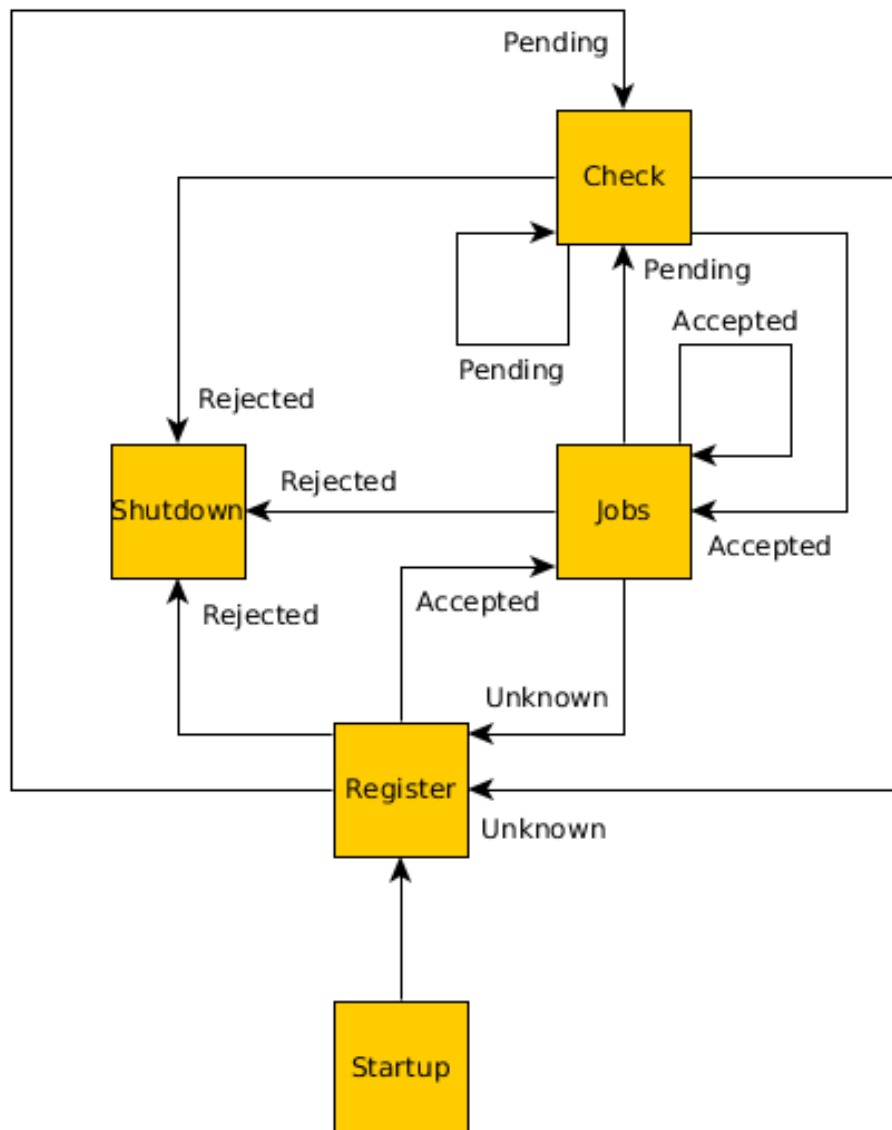 Pending
Check
Pending
Accepted
Pending
Rejected
Rejected
Shutdown
Jobs
Accepted
Accepted
Rejected
Unknown
Register
Unknown
Startup